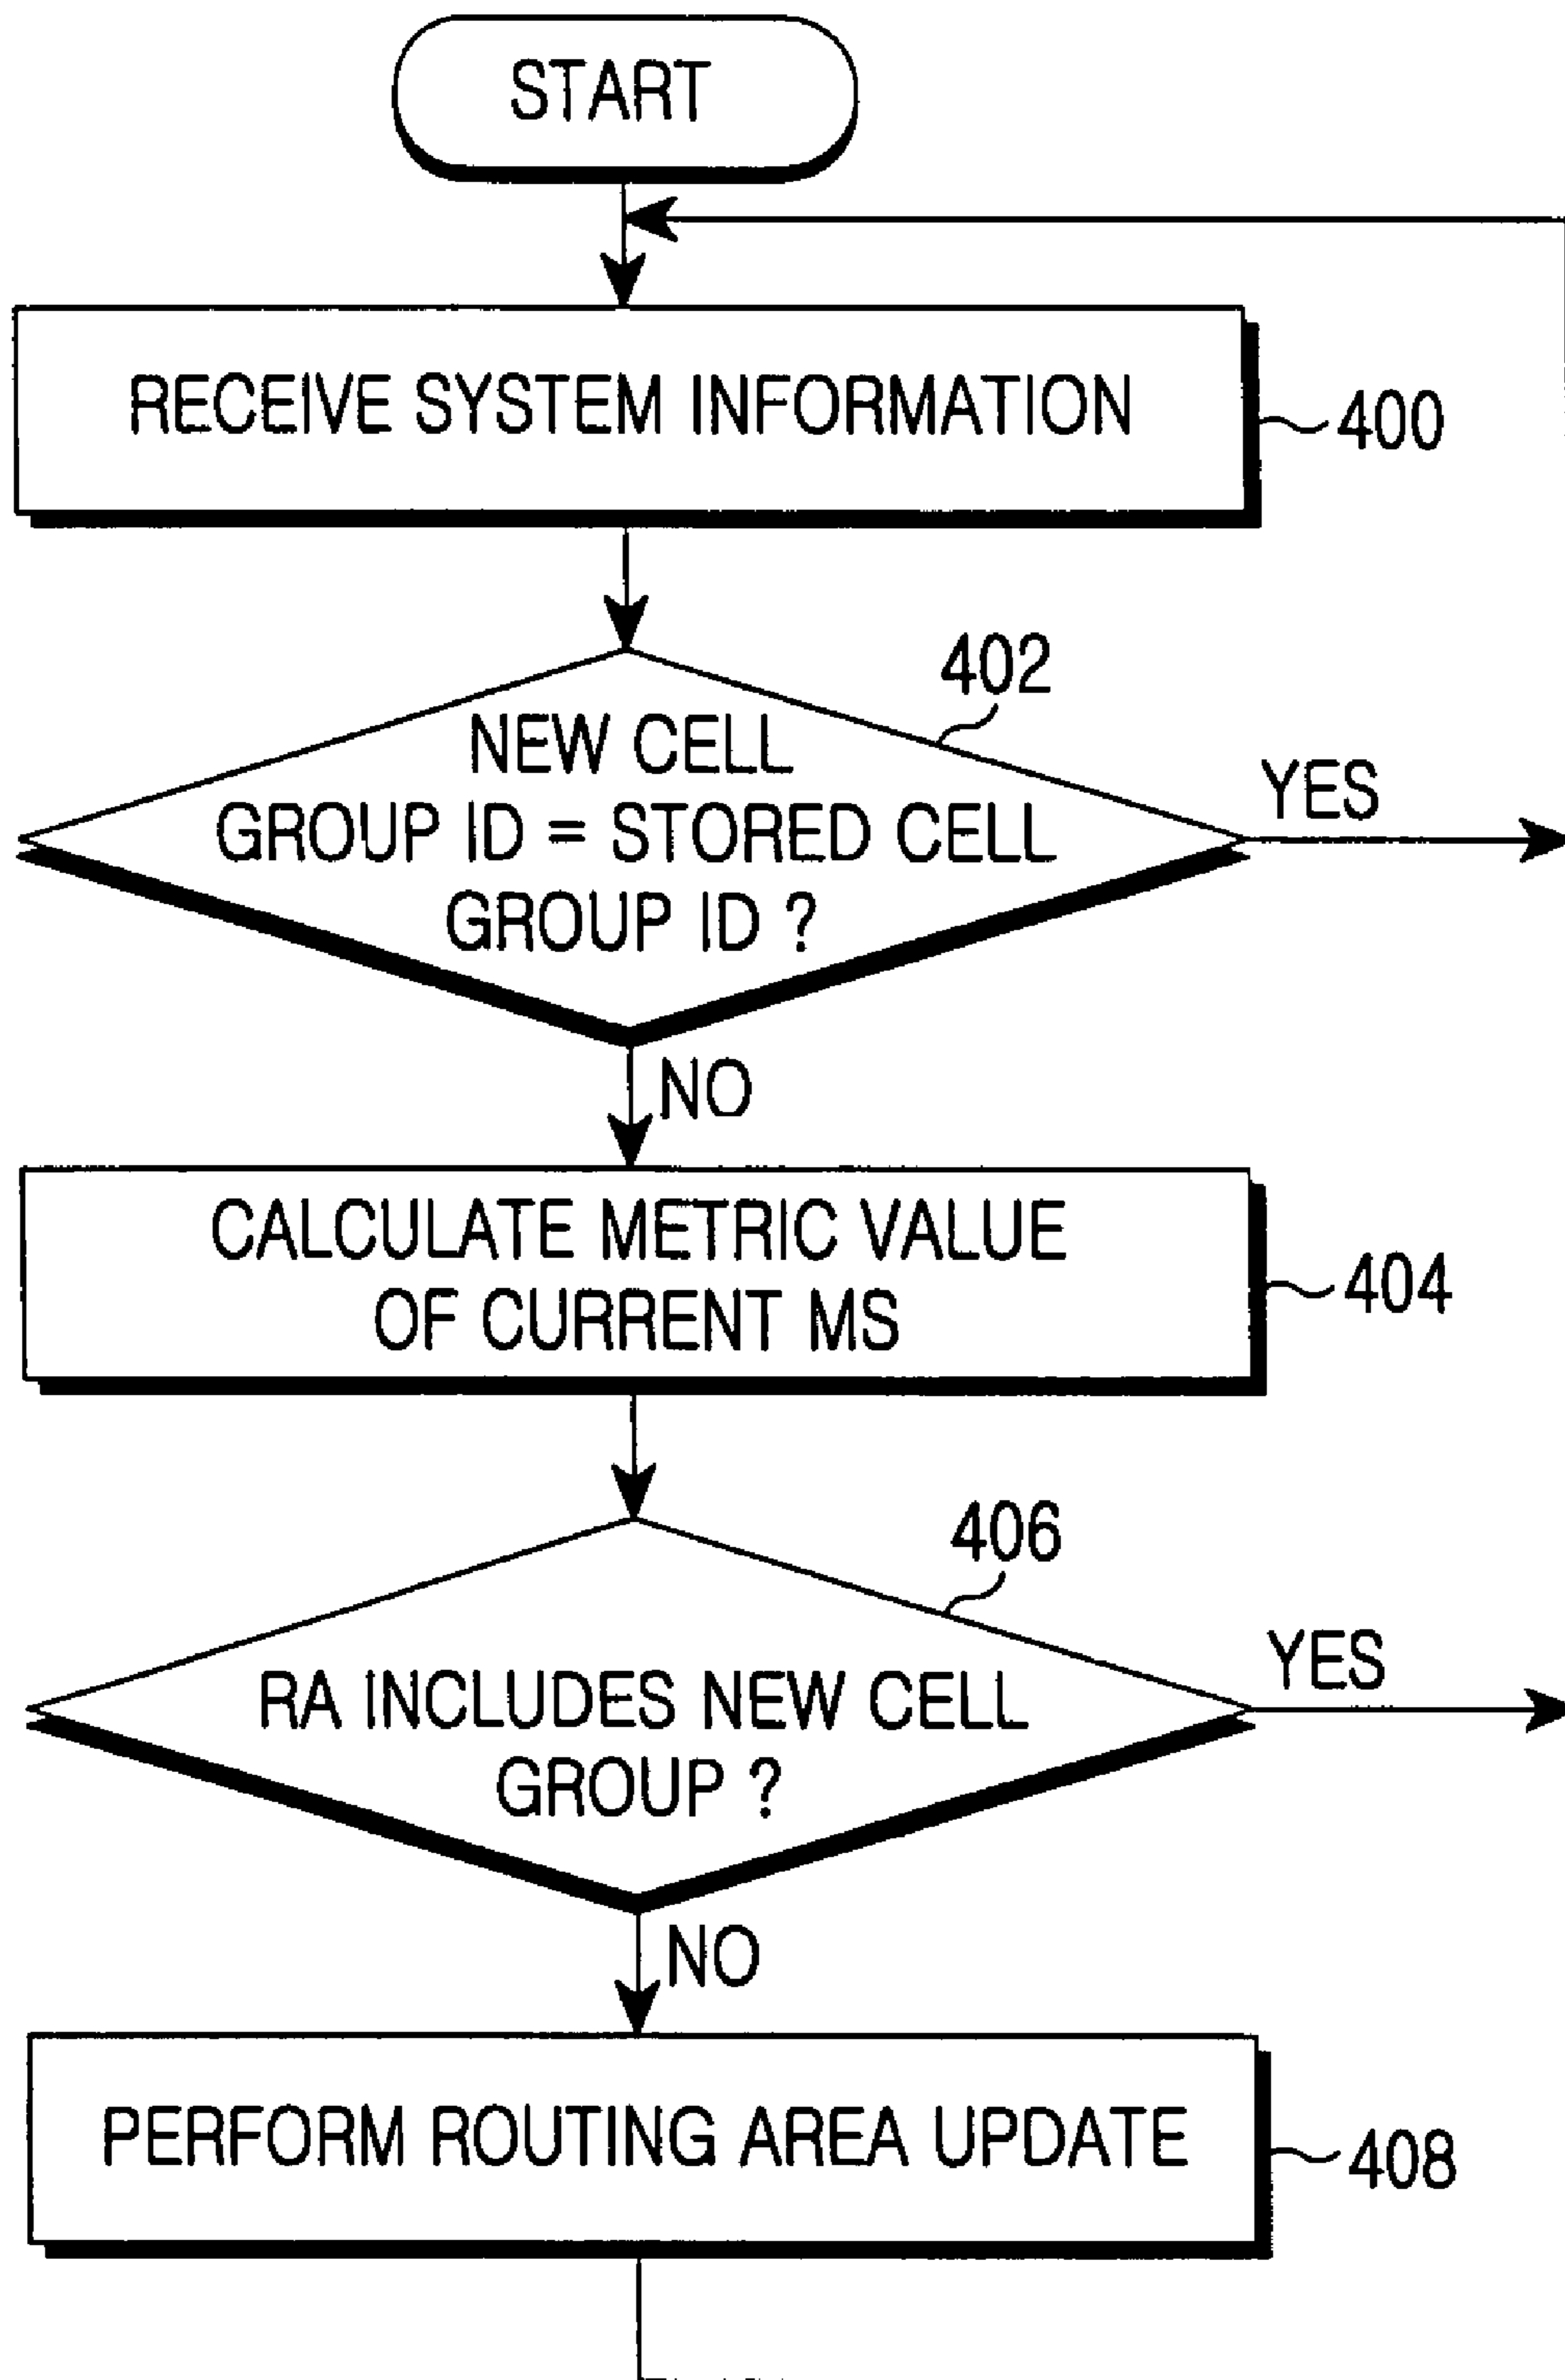 START
RECEIVE SYSTEM INFORMATION
400
402
NEW CELL
GROUP ID = STORED CELL
GROUP ID ?
YES
NO
CALCULATE METRIC VALUE
OF CURRENT MS
404
406
RA INCLUDES NEW CELL
GROUP ?
YES
NO
PERFORM ROUTING AREA UPDATE
408